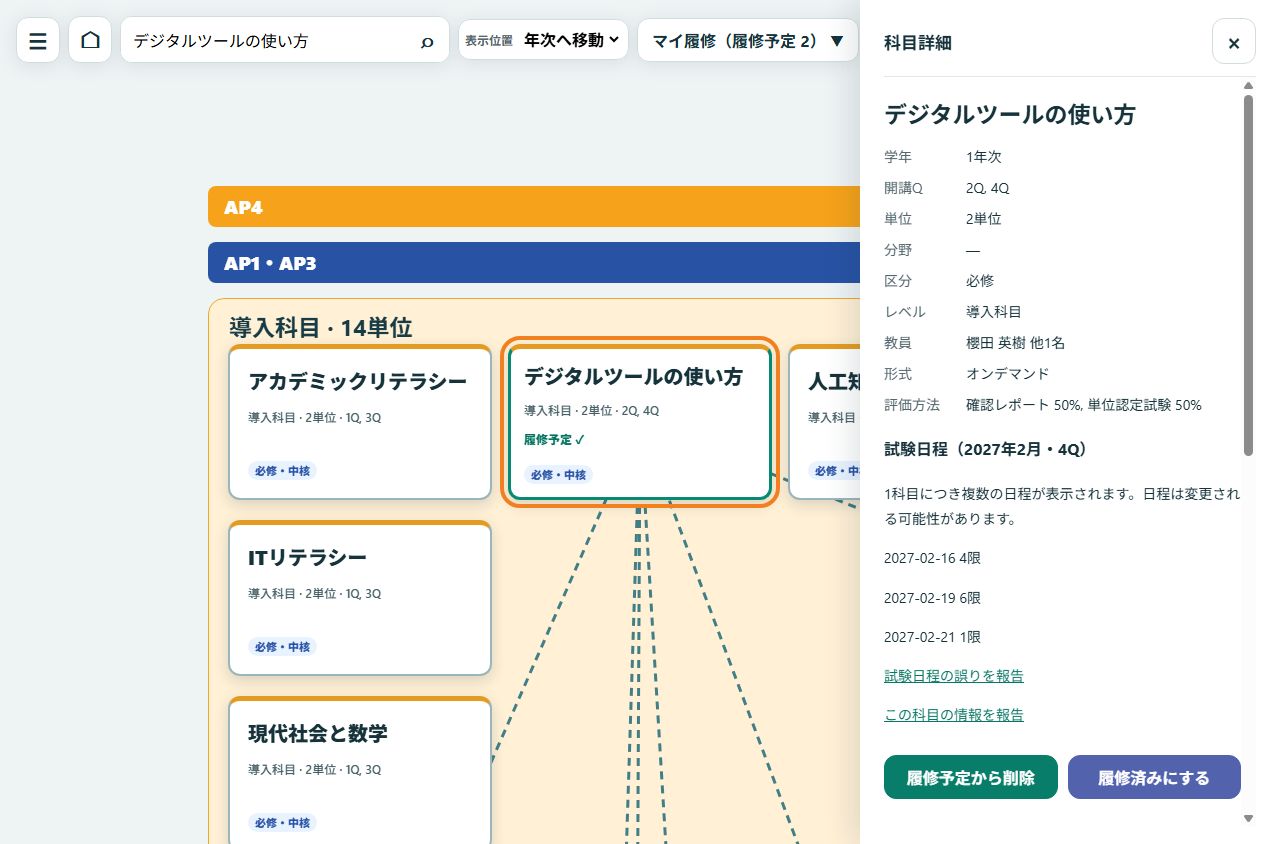 デジタルツールの使い方
表示位置 年次へ移動
マイ履修（履修予定 2） ▼
AP4
AP1・AP3
導入科目 · 14単位
アカデミックリテラシー
導入科目 · 2単位 · 1Q, 3Q
必修・中核
デジタルツールの使い方
導入科目 · 2単位 · 2Q, 4Q
履修予定 ✓
必修・中核
人工知
導入科目
必修・中
ITリテラシー
導入科目 · 2単位 · 1Q, 3Q
必修・中核
現代社会と数学
導入科目 · 2単位 · 1Q, 3Q
必修・中核
科目詳細
×
デジタルツールの使い方
学年 1年次
開講Q 2Q, 4Q
単位 2単位
分野 —
区分 必修
レベル 導入科目
教員 櫻田 英樹 他1名
形式 オンデマンド
評価方法 確認レポート 50%, 単位認定試験 50%
試験日程（2027年2月・4Q）
1科目につき複数の日程が表示されます。日程は変更され
る可能性があります。
2027-02-16 4限
2027-02-19 6限
2027-02-21 1限
試験日程の誤りを報告
この科目の情報を報告
履修予定から削除
履修済みにする